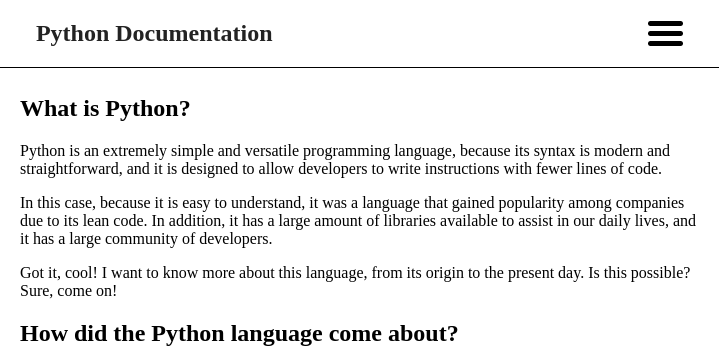 Python Documentation
What is Python?
Python is an extremely simple and versatile programming language, because its syntax is modern and
straightforward, and it is designed to allow developers to write instructions with fewer lines of code.
In this case, because it is easy to understand, it was a language that gained popularity among companies
due to its lean code. In addition, it has a large amount of libraries available to assist in our daily lives, and
it has a large community of developers.
Got it, cool! I want to know more about this language, from its origin to the present day. Is this possible?
Sure, come on!
How did the Python language come about?